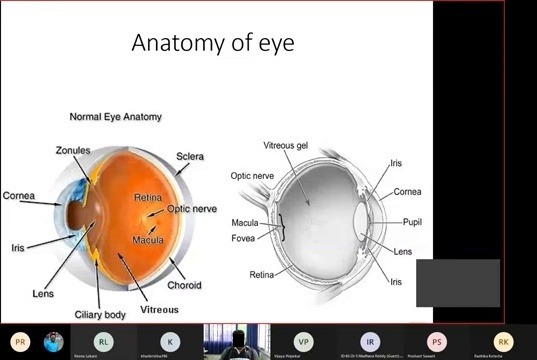 Anatomy of eye
Normal Eye Anatomy
Zonules
Sclera
Cornea
Retina
Optic nerve
Macula
Iris
Lens
Choroid
Vitreous
Ciliary body
Vitreous gel
Iris
Optic nerve
Cornea
Macula
Fovea
Pupil
Lens
Retina
Iris
PR
RL
K
VP
IR
PS
RK